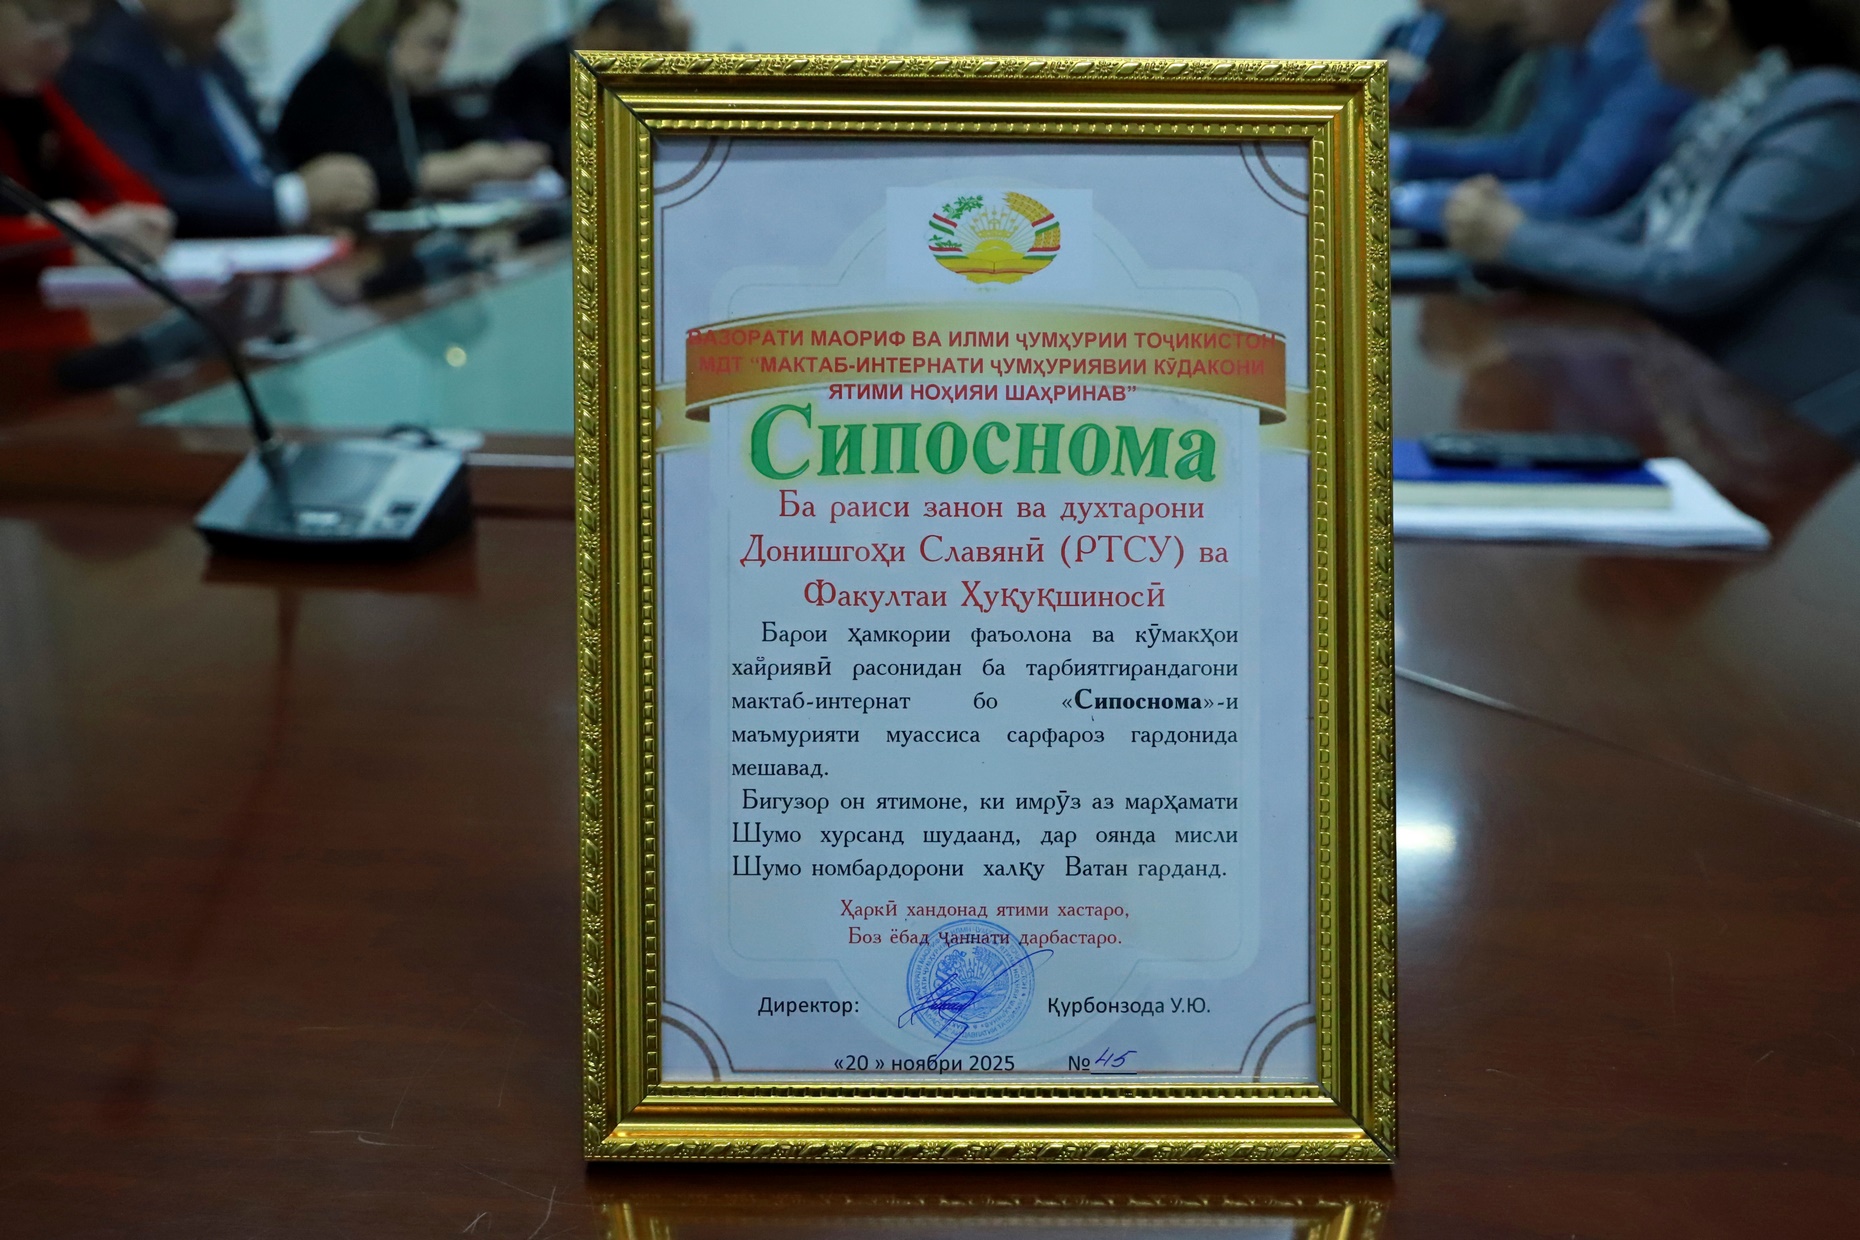 ВАЗОРАТИ МАОРИФ ВА ИЛМИ ҶУМҲУРИИ ТОҶИКИСТОН
МДТ “МАКТАБ-ИНТЕРНАТИ ҶУМҲУРИЯВИИ КӮДАКОНИ
ЯТИМИ НОҲИЯИ ШАҲРИНАВ”
Сипоснома
Ба раиси занон ва духтарони
Донишгоҳи Славянӣ (РТСУ) ва
Факултаи Ҳуқуқшиносӣ
Барои ҳамкории фаъолона ва кӯмакҳои
хайриявӣ расонидан ба тарбиятгирандагони
мактаб-интернат бо «Сипоснома»-и
маъмурияти муассиса сарфароз гардонида
мешавад.
Бигузор он ятимоне, ки имрӯз аз марҳамати
Шумо хурсанд шудаанд, дар оянда мисли
Шумо номбардорони халқу Ватан гарданд.
Ҳаркӣ хандонад ятими хастаро,
Боз ёбад ҷаннати дарбастаро.
Директор: Қурбонзода У.Ю.
«20 » ноябри 2025 № 45